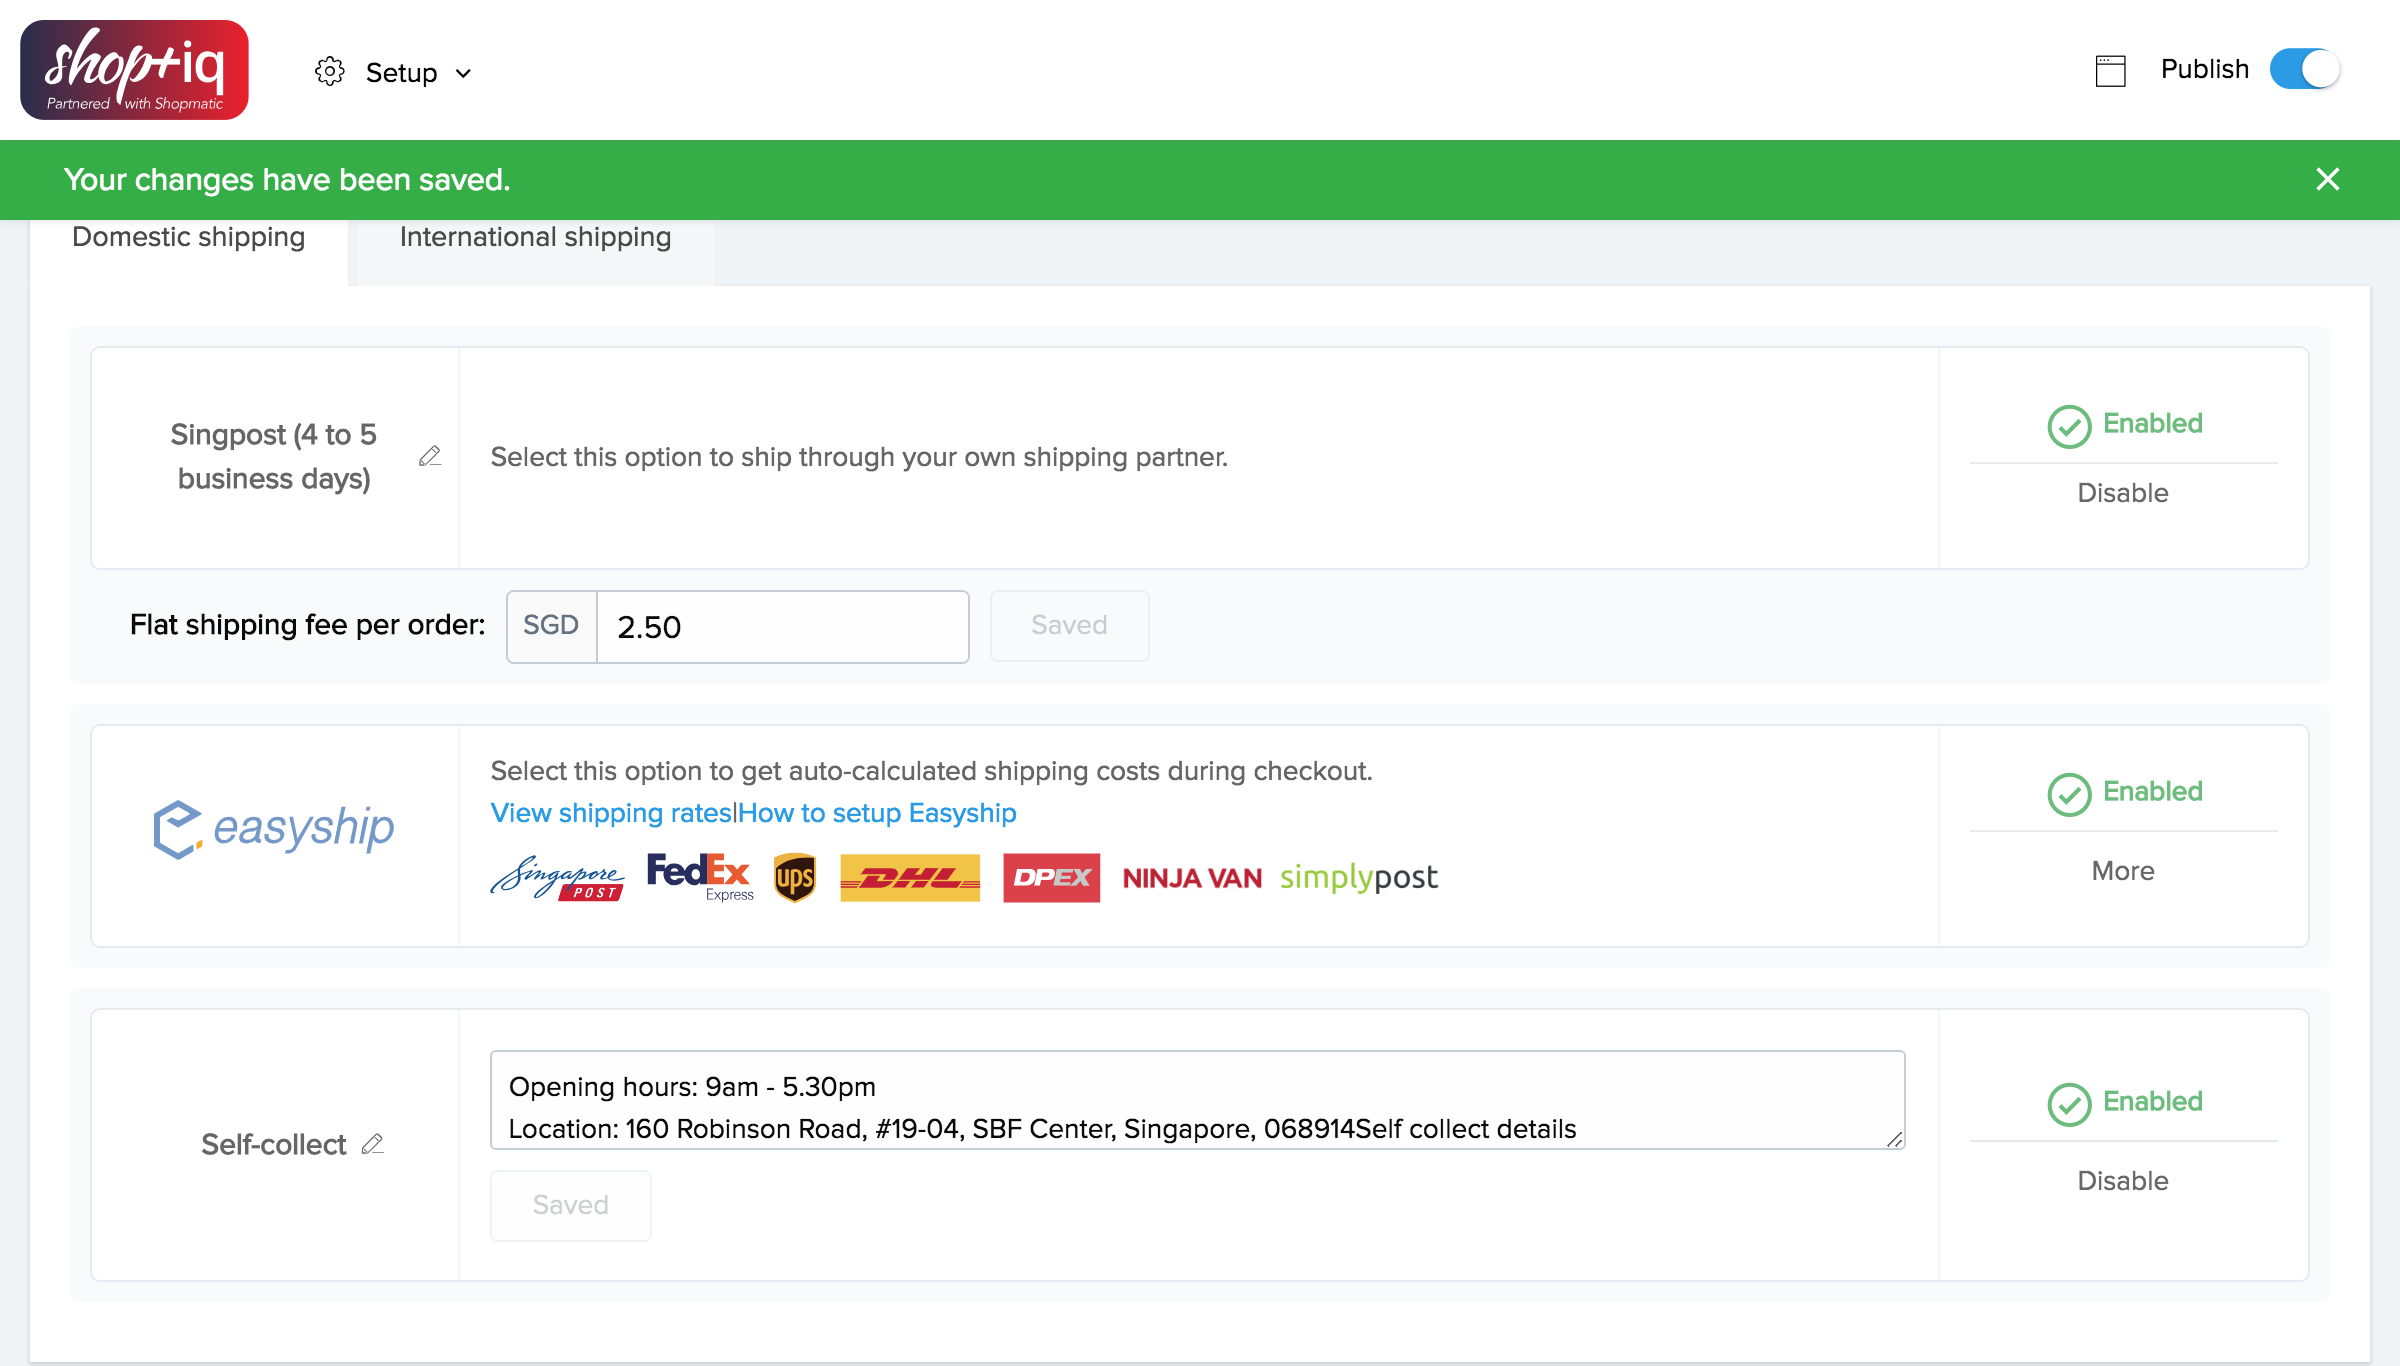 shop+iq
Partnered with Shopmatic
Setup
Publish
Your changes have been saved.
Domestic shipping
International shipping
Singpost (4 to 5
business days)
Select this option to ship through your own shipping partner.
Enabled
Disable
Flat shipping fee per order:
SGD
2.50
Saved
easyship
Select this option to get auto-calculated shipping costs during checkout.
View shipping rates|How to setup Easyship
Singapore POST
FedEx Express
ups
DHL
DPEX
NINJA VAN
simplypost
Enabled
More
Self-collect
Opening hours: 9am - 5.30pm
Location: 160 Robinson Road, #19-04, SBF Center, Singapore, 068914Self collect details
Saved
Enabled
Disable